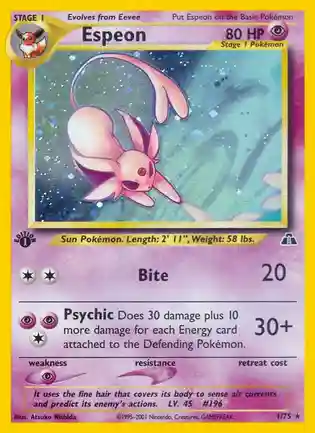 STAGE 1 Evolves from Eevee Put Espeon on the Basic Pokémon
Espeon 80 HP
Stage 1 Pokémon
EDITION
1
Sun Pokémon. Length: 2' 11", Weight: 58 lbs.
Bite 20
Psychic Does 30 damage plus 10
more damage for each Energy card
attached to the Defending Pokémon.
30+
weakness resistance retreat cost
It uses the fine hair that covers its body to sense air currents
and predict its enemy's actions. LV. 45 #196
Illus. Atsuko Nishida ©1995-2001 Nintendo, Creatures, GAMEFREAK. 1/75 ★